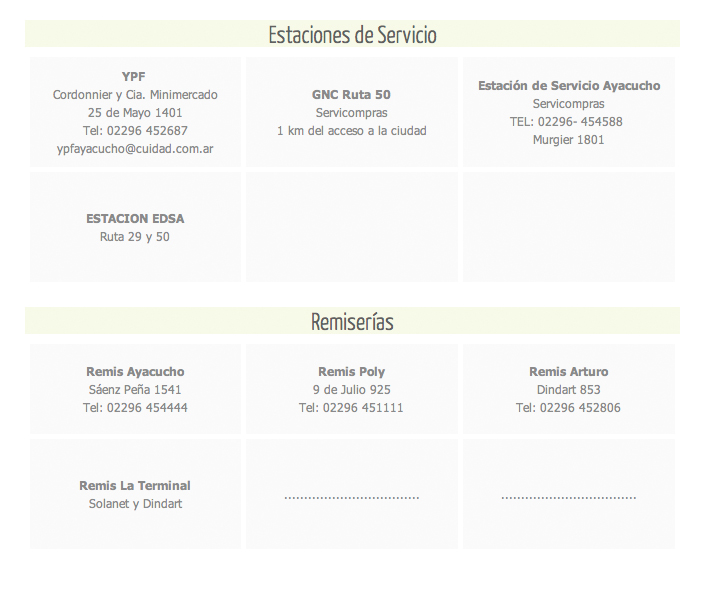 Estaciones de Servicio
YPF
Cordonnier y Cia. Minimercado
25 de Mayo 1401
Tel: 02296 452687
ypfayacucho@cuidad.com.ar
GNC Ruta 50
Servicompras
1 km del acceso a la ciudad
Estación de Servicio Ayacucho
Servicompras
TEL: 02296- 454588
Murgier 1801
ESTACION EDSA
Ruta 29 y 50
Remiserías
Remis Ayacucho
Sáenz Peña 1541
Tel: 02296 454444
Remis Poly
9 de Julio 925
Tel: 02296 451111
Remis Arturo
Dindart 853
Tel: 02296 452806
Remis La Terminal
Solanet y Dindart
..................................
..................................